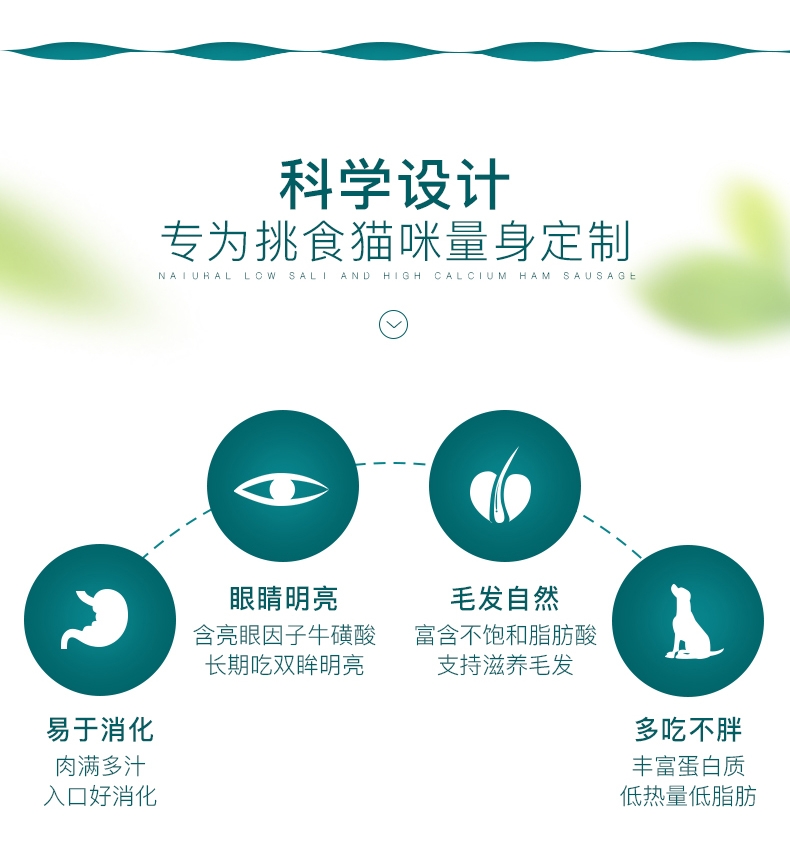 科学设计
专为挑食猫咪量身定制
NATURAL LOW SALT AND HIGH CALCIUM HAM SAUSAGE
眼睛明亮
含亮眼因子牛磺酸
长期吃双眸明亮
毛发自然
富含不饱和脂肪酸
支持滋养毛发
易于消化
肉满多汁
入口好消化
多吃不胖
丰富蛋白质
低热量低脂肪